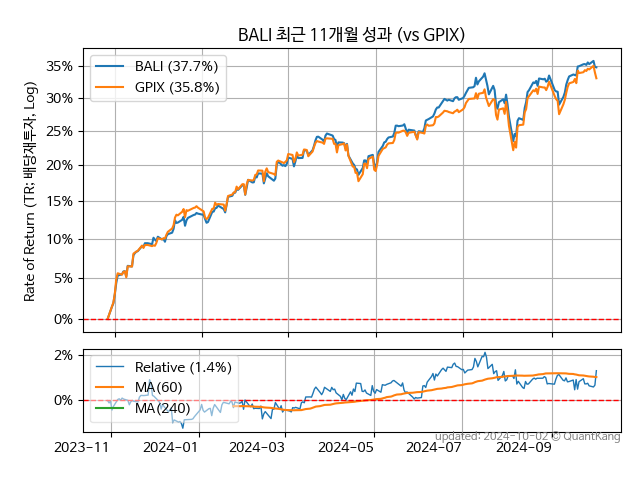 BALI 최근 11개월 성과 (vs GPIX)
Rate of Return (TR: 배당재투자, Log)
35%
30%
25%
20%
15%
10%
5%
0%
BALI (37.7%)
GPIX (35.8%)
2%
0%
Relative (1.4%)
MA(60)
MA(240)
2023-11
2024-01
2024-03
2024-05
2024-07
2024-09
updated: 2024-10-02 © QuantKang